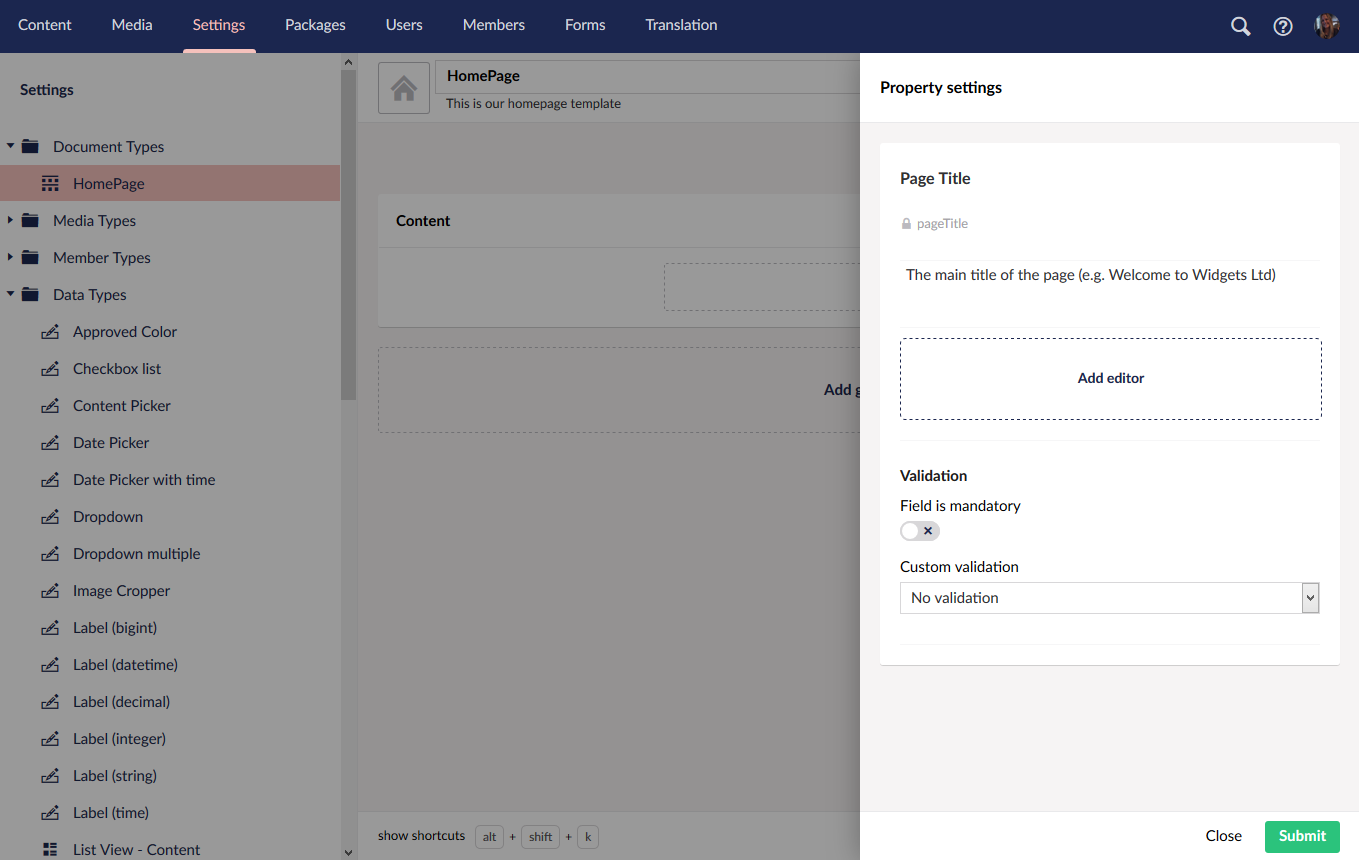 Content Media Settings Packages Users Members Forms Translation
Settings
Document Types
HomePage
Media Types
Member Types
Data Types
Approved Color
Checkbox list
Content Picker
Date Picker
Date Picker with time
Dropdown
Dropdown multiple
Image Cropper
Label (bigint)
Label (datetime)
Label (decimal)
Label (integer)
Label (string)
Label (time)
List View - Content
HomePage
This is our homepage template
Content
Add g
show shortcuts alt + shift + k
Property settings
Page Title
pageTitle
The main title of the page (e.g. Welcome to Widgets Ltd)
Add editor
Validation
Field is mandatory
Custom validation
No validation
Close Submit